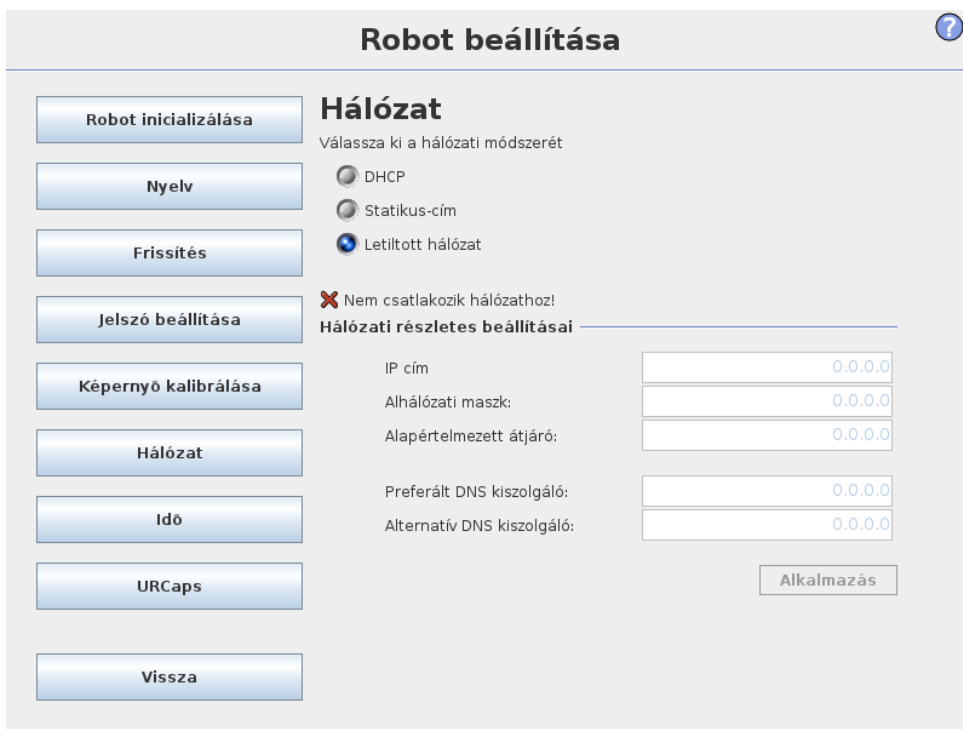 Robot beállítása
?
Robot inicializálása
Nyelv
Frissítés
Jelszó beállítása
Képernyő kalibrálása
Hálózat
Idő
URCaps
Vissza
Hálózat
Válassza ki a hálózati módszerét
DHCP
Statikus-cím
Letiltott hálózat
Nem csatlakozik hálózathoz!
Hálózati részletes beállításai
IP cím 0.0.0.0
Alhálózati maszk: 0.0.0.0
Alapértelmezett átjáró: 0.0.0.0
Preferált DNS kiszolgáló: 0.0.0.0
Alternatív DNS kiszolgáló: 0.0.0.0
Alkalmazás